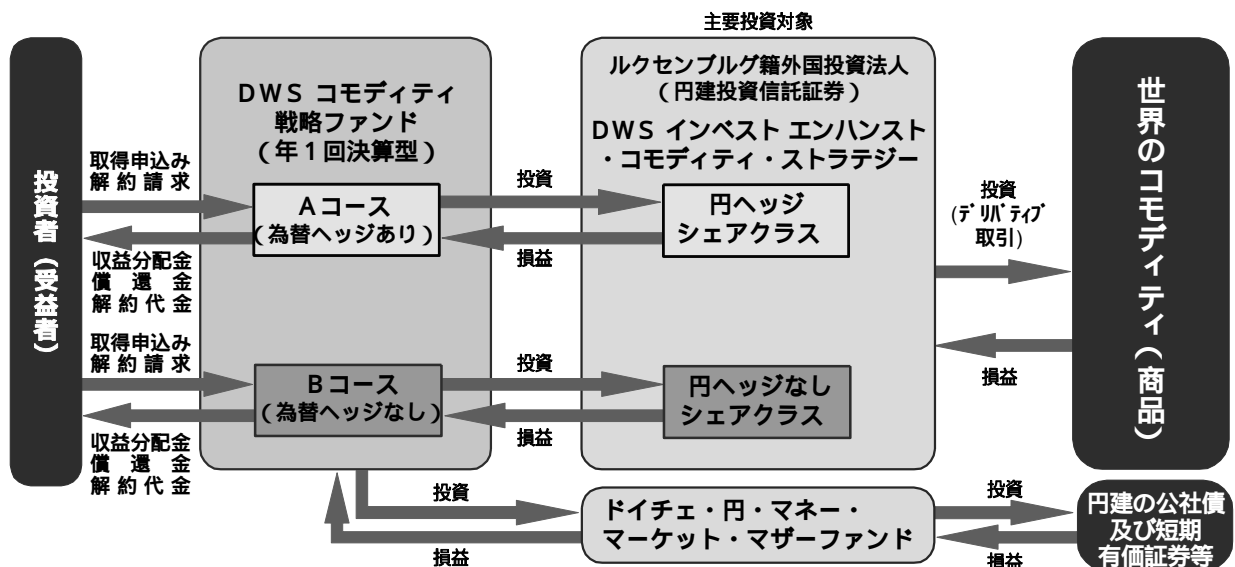 主要投資対象
投資者（受益者）
取得申込み
解約請求
収益分配金
償還金
解約代金
取得申込み
解約請求
収益分配金
償還金
解約代金
ＤＷＳ コモディティ
戦略ファンド
（年１回決算型）
Ａコース
（為替ヘッジあり）
Ｂコース
（為替ヘッジなし）
投資
損益
投資
損益
ルクセンブルグ籍外国投資法人
（円建投資信託証券）
ＤＷＳ インベスト エンハンスト
・コモディティ・ストラテジー
円ヘッジ
シェアクラス
円ヘッジなし
シェアクラス
投資
(ﾃﾞﾘﾊﾞﾃｨﾌﾞ
取引)
損益
世界のコモディティ（商品）
投資
損益
ドイチェ・円・マネー・
マーケット・マザーファンド
投資
損益
円建の公社債
及び短期
有価証券等